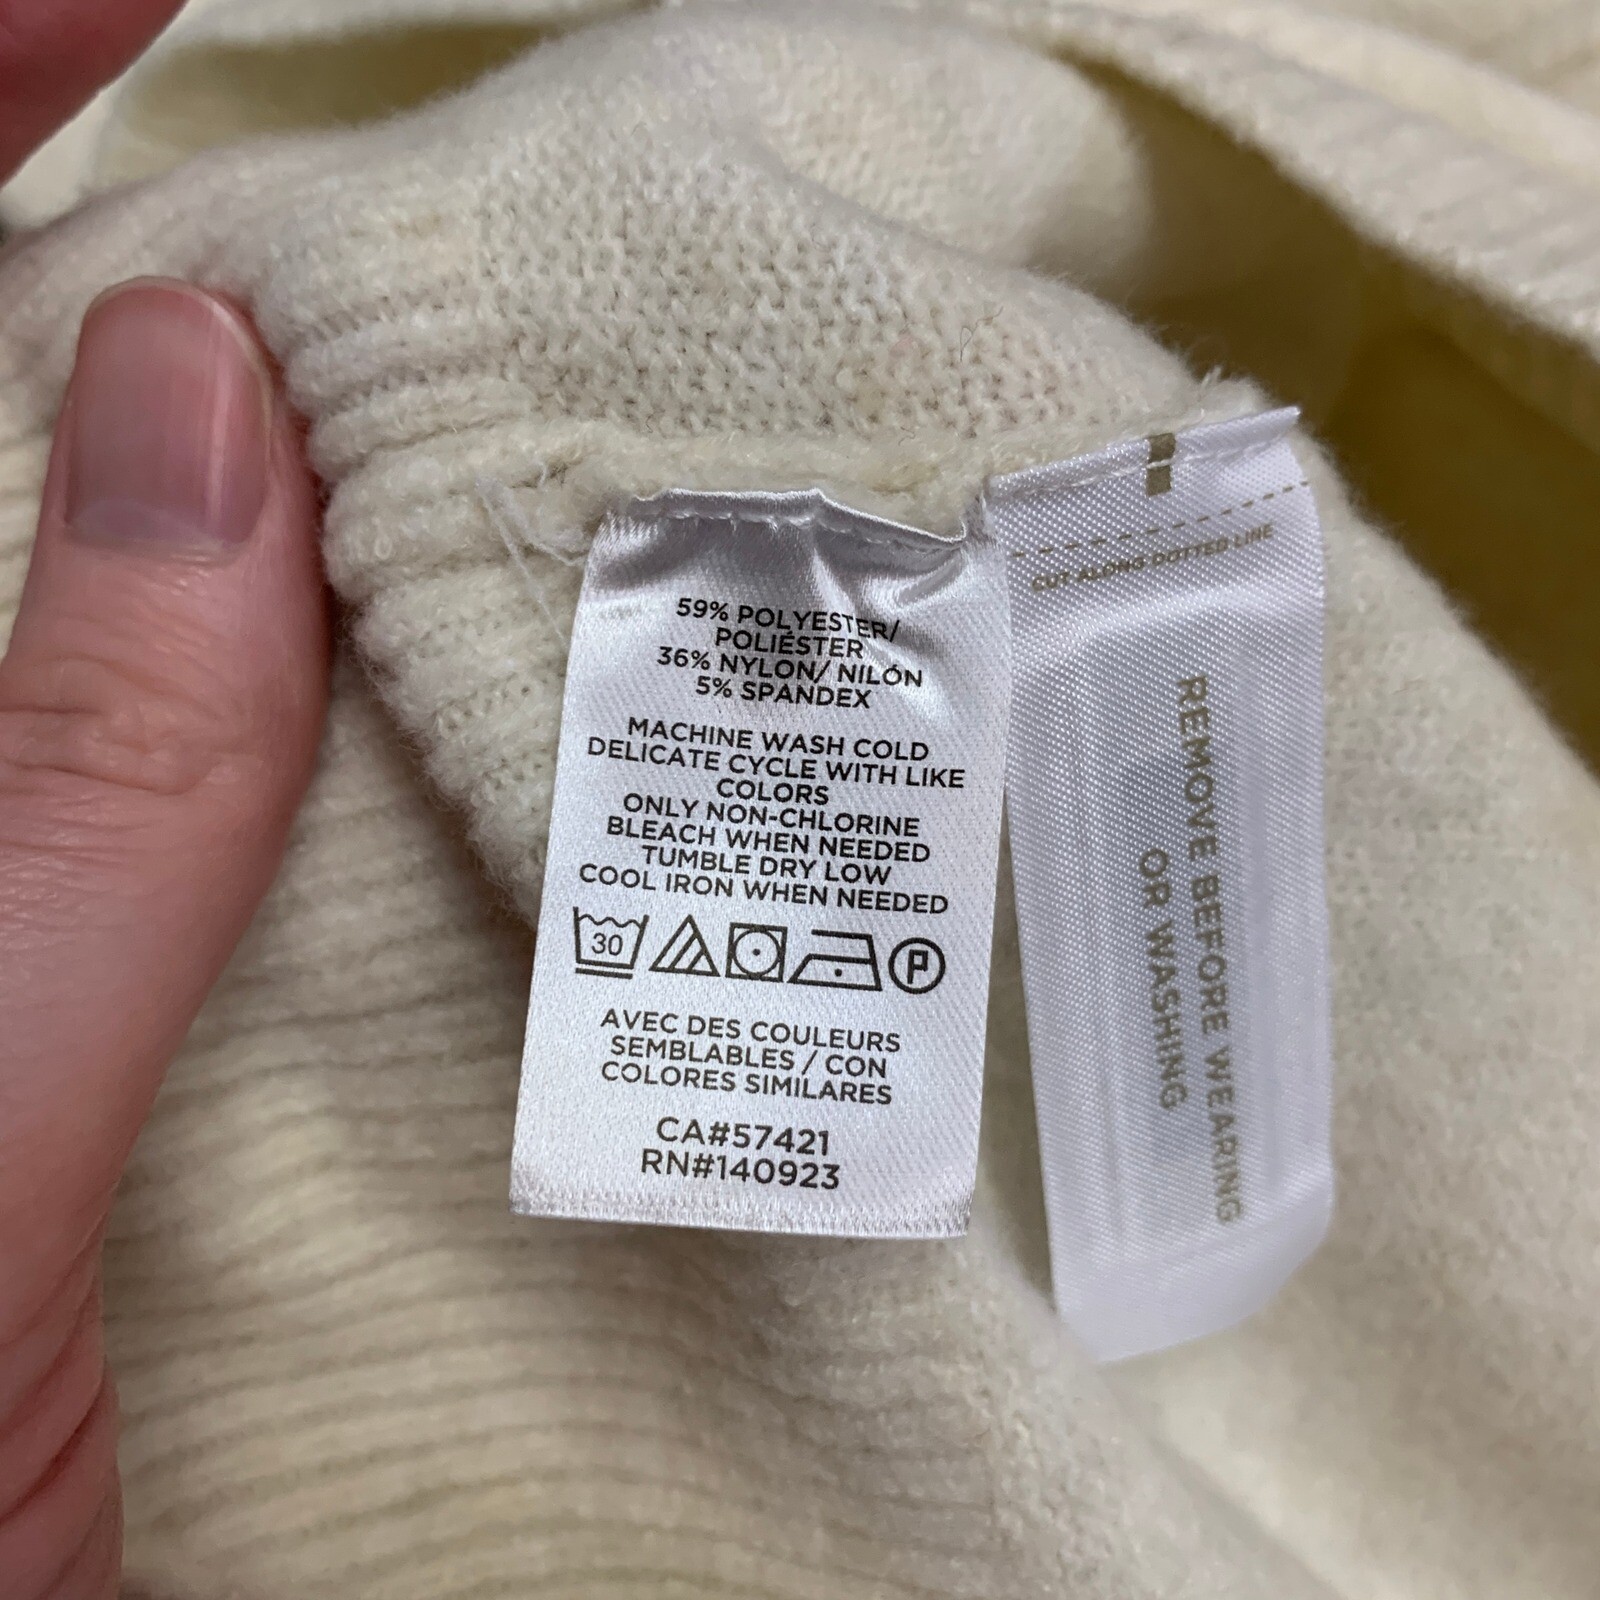 59% POLYESTER/
POLIÉSTER
36% NYLON/ NILÓN
5% SPANDEX
MACHINE WASH COLD
DELICATE CYCLE WITH LIKE
COLORS
ONLY NON-CHLORINE
BLEACH WHEN NEEDED
TUMBLE DRY LOW
COOL IRON WHEN NEEDED
30
P
AVEC DES COULEURS
SEMBLABLES / CON
COLORES SIMILARES
CA#57421
RN#140923
CUT ALONG DOTTED LINE
REMOVE BEFORE WEARING
OR WASHING